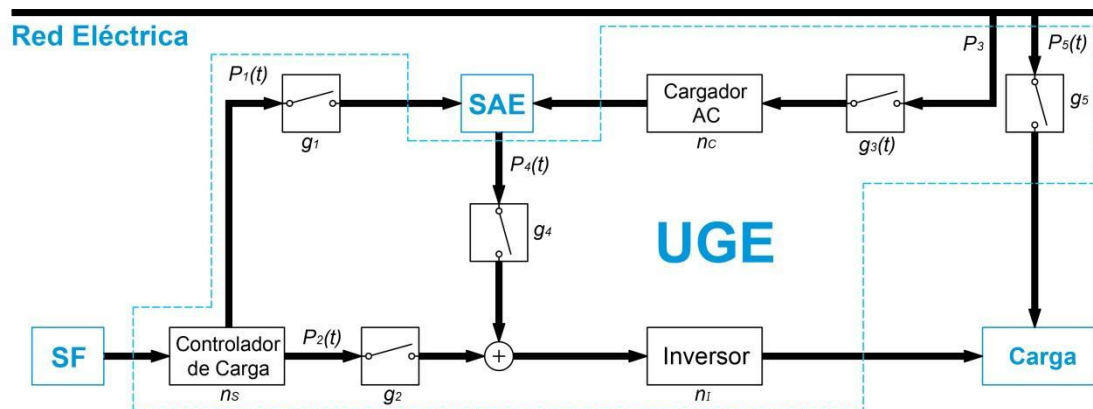 Red Eléctrica
P1(t)
P3
P5(t)
SAE
Cargador
AC
g5
g1
nC
g3(t)
P4(t)
g4
UGE
SF
Controlador
de Carga
P2(t)
+
Inversor
Carga
nS
g2
nI